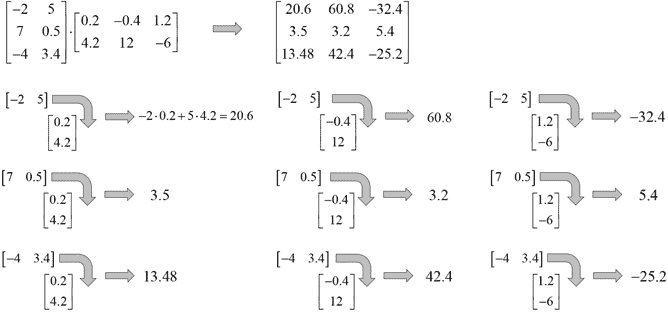 [−2 5] [0.2 −0.4 1.2] [20.6 60.8 −32.4]
[7 0.5] · [4.2 12 −6] [3.5 3.2 5.4]
[−4 3.4] [13.48 42.4 −25.2]
[−2 5] [0.2 4.2] −2·0.2+5·4.2=20.6
[−2 5] [−0.4 12] 60.8
[−2 5] [1.2 −6] −32.4
[7 0.5] [0.2 4.2] 3.5
[7 0.5] [−0.4 12] 3.2
[7 0.5] [1.2 −6] 5.4
[−4 3.4] [0.2 4.2] 13.48
[−4 3.4] [−0.4 12] 42.4
[−4 3.4] [1.2 −6] −25.2